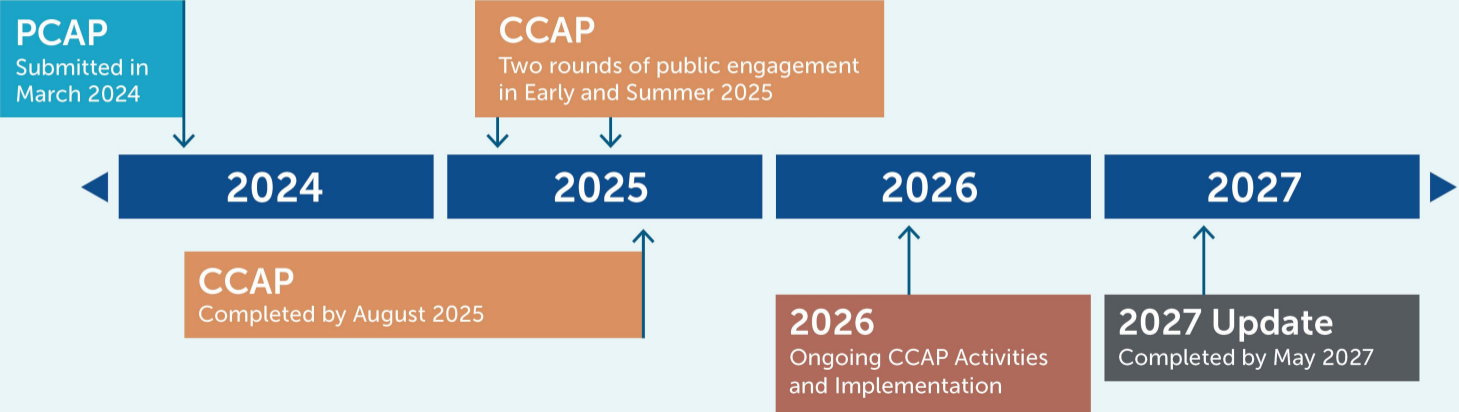 PCAP
Submitted in
March 2024
CCAP
Two rounds of public engagement
in Early and Summer 2025
2024
2025
2026
2027
CCAP
Completed by August 2025
2026
Ongoing CCAP Activities
and Implementation
2027 Update
Completed by May 2027